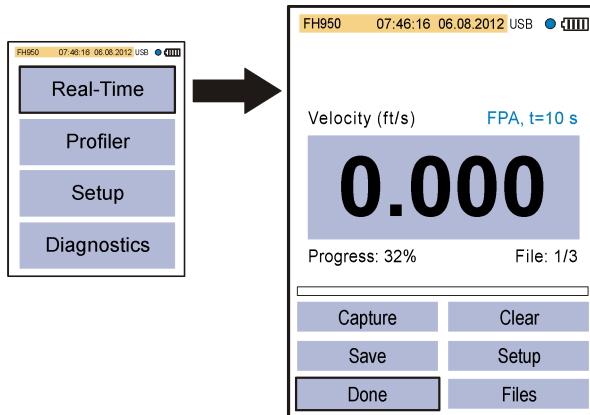 FH950 07:46:16 06.08.2012 USB
Real-Time
Profiler
Setup
Diagnostics
FH950 07:46:16 06.08.2012 USB
Velocity (ft/s) FPA, t=10 s
0.000
Progress: 32% File: 1/3
Capture Clear
Save Setup
Done Files